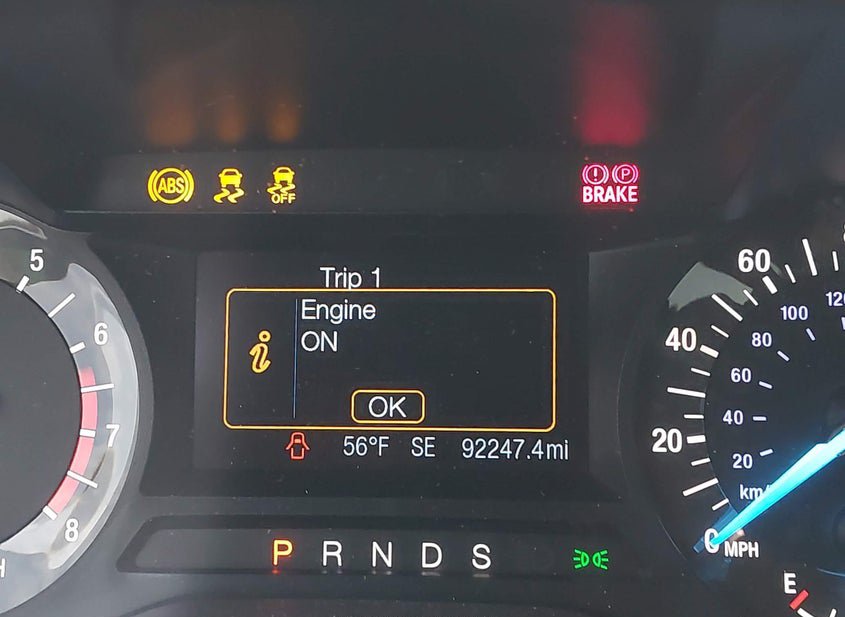 ABS
OFF
! P
BRAKE
5
6
7
8
H
Trip 1
i Engine
ON
OK
56°F SE 92247.4mi
P R N D S
60
40
20
0 MPH
120
100
80
60
40
20
km/
E